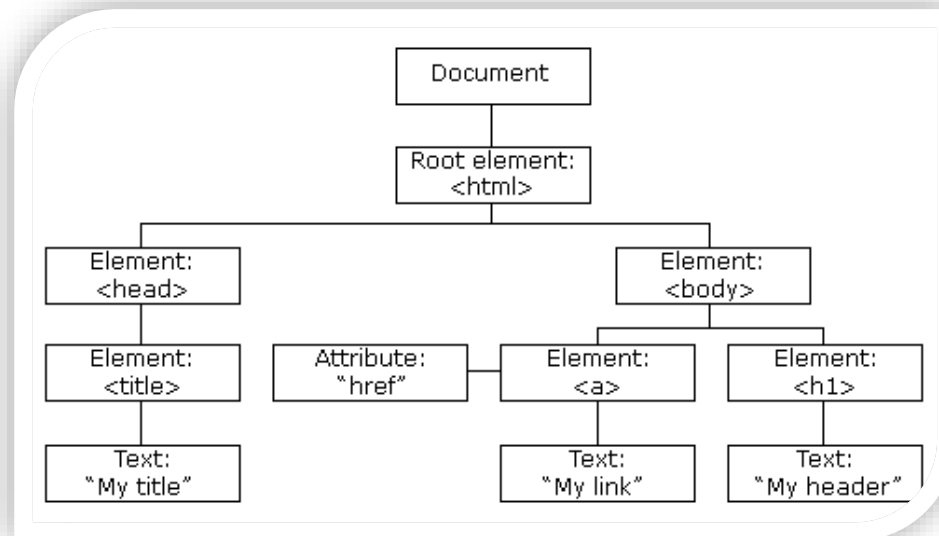 Document
Root element:
<html>
Element:
<head>
Element:
<body>
Element:
<title>
Attribute:
“href”
Element:
<a>
Element:
<h1>
Text:
“My title”
Text:
“My link”
Text:
“My header”